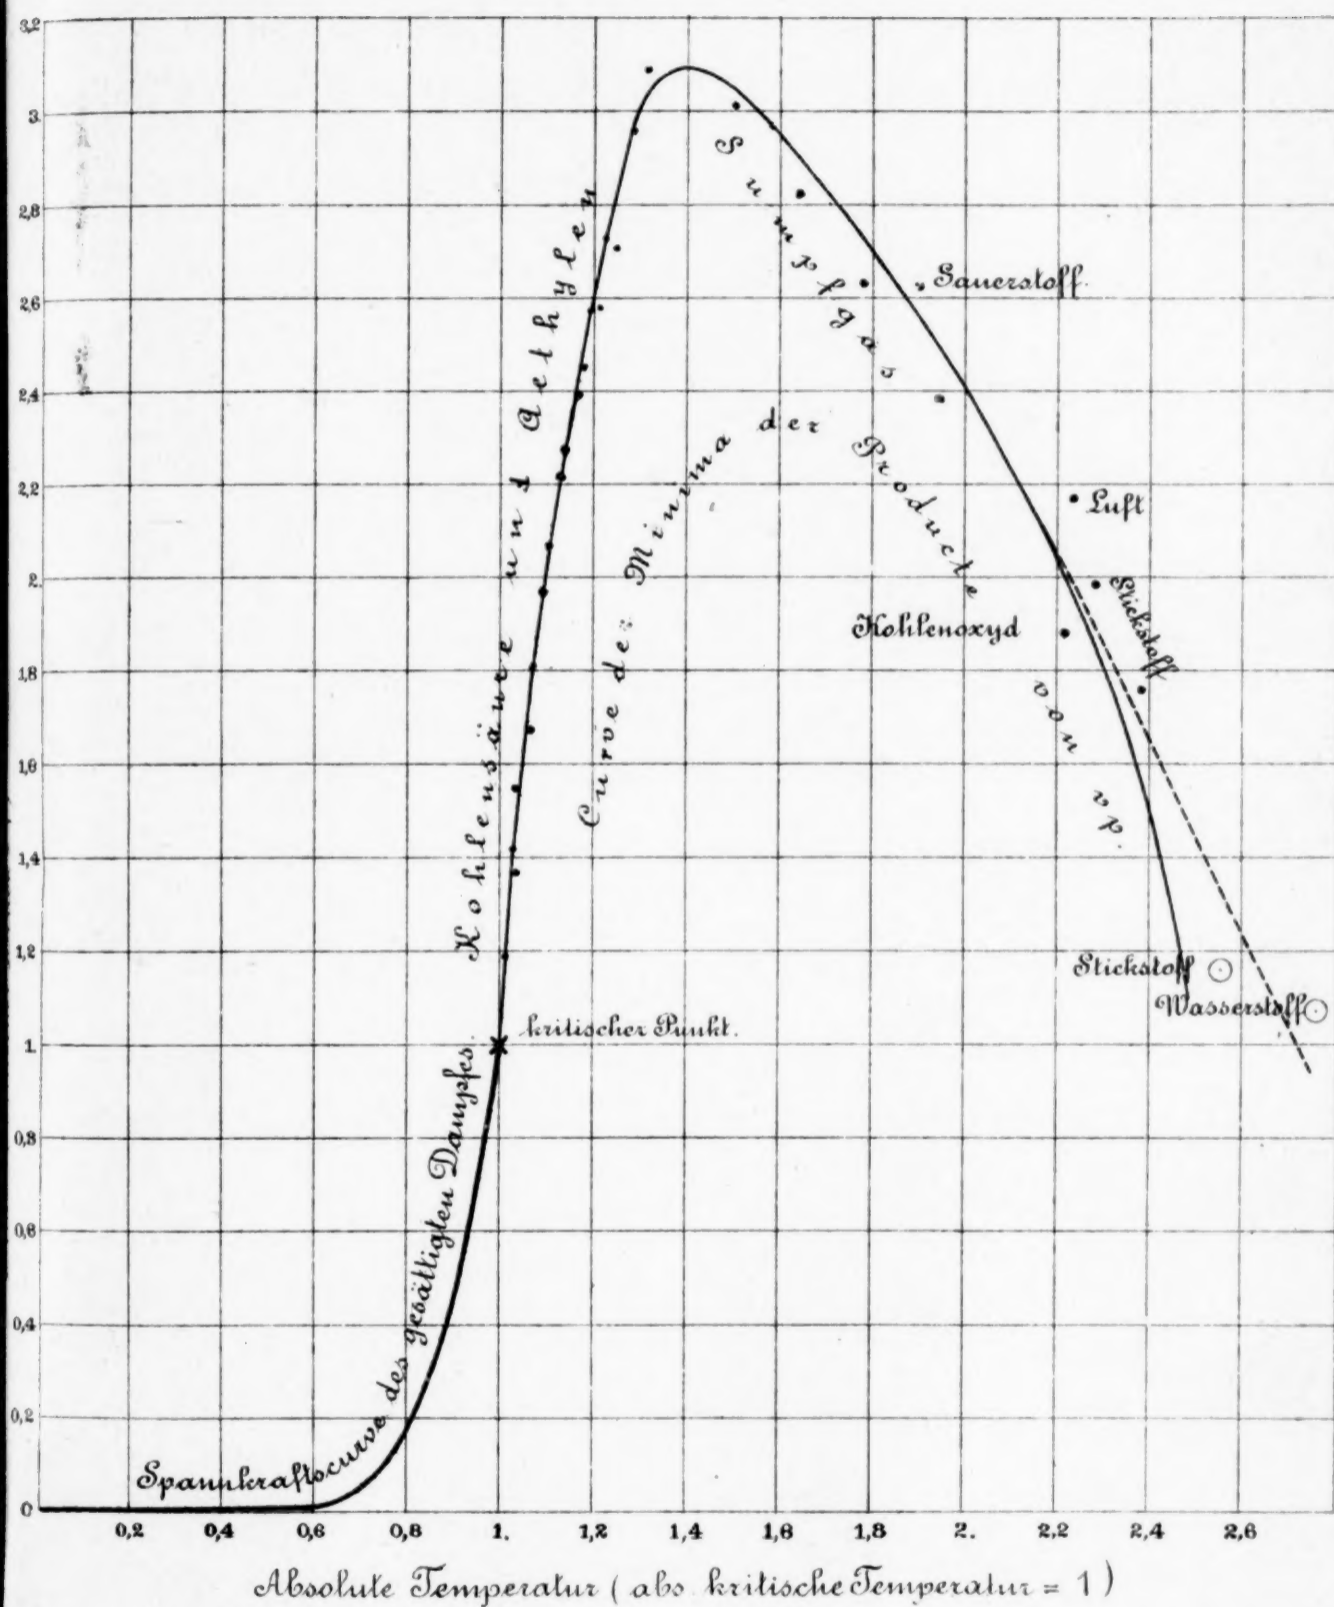 3,2
3.
2,8
2,6
2,4
2,2
2.
1,8
1,6
1,4
1,2
1.
0,8
0,6
0,4
0,2
0
Kohlensäure und Aethylen
Sumpfgas
Sauerstoff.
Curve der Minima der Producte von pv.
Luft
Stickstoff
Kohlenoxyd
Stickstoff
Wasserstoff
kritischer Punkt.
Spannkraftscurve des gesättigten Dampfes.
0,2 0,4 0,6 0,8 1. 1,2 1,4 1,6 1,8 2. 2,2 2,4 2,6
Absolute Temperatur ( abs kritische Temperatur = 1 )